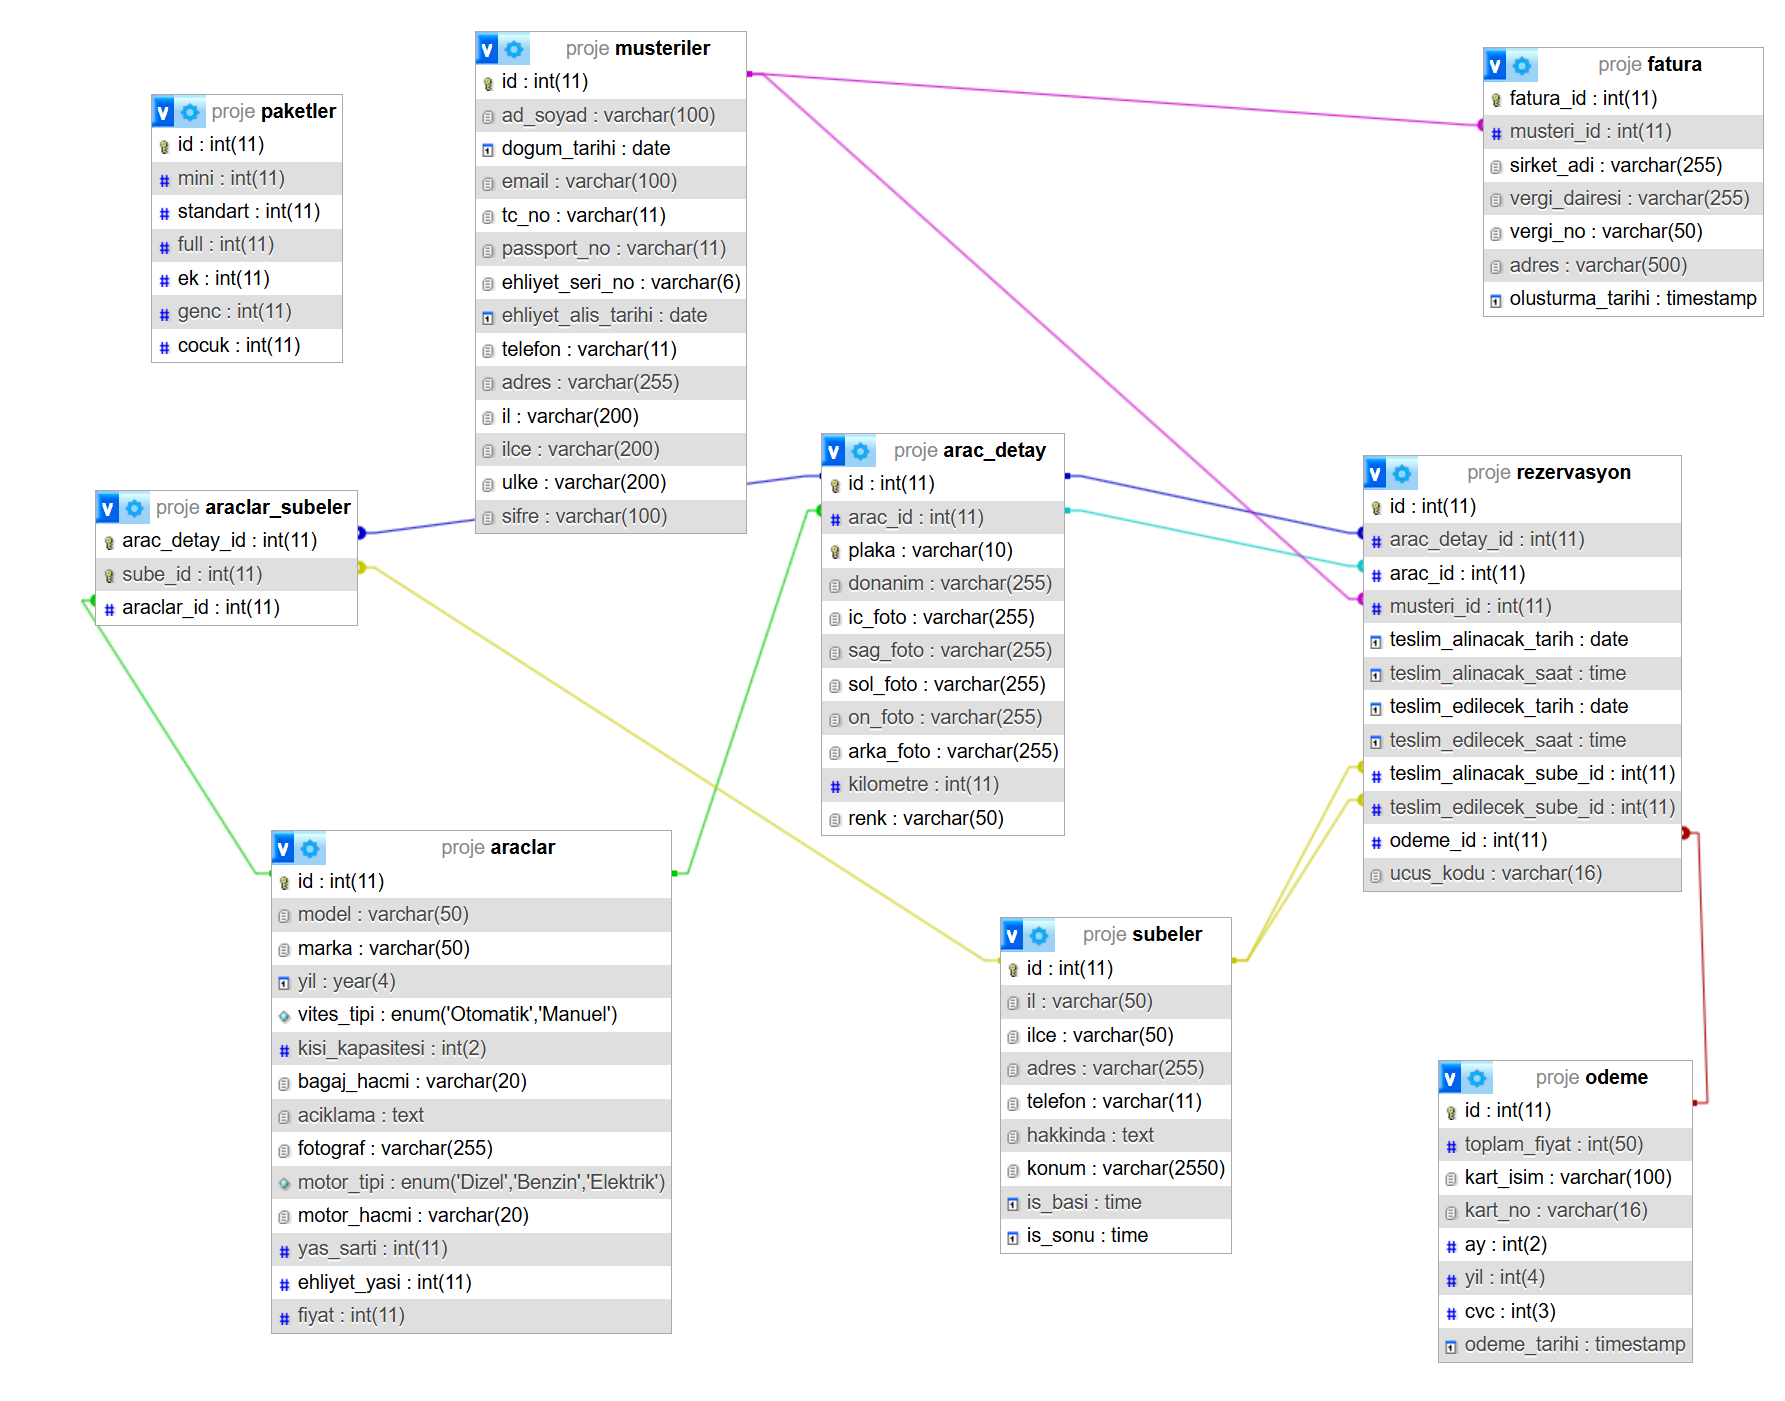 proje paketler
id : int(11)
mini : int(11)
standart : int(11)
full : int(11)
ek : int(11)
genc : int(11)
cocuk : int(11)
proje musteriler
id : int(11)
ad_soyad : varchar(100)
dogum_tarihi : date
email : varchar(100)
tc_no : varchar(11)
passport_no : varchar(11)
ehliyet_seri_no : varchar(6)
ehliyet_alis_tarihi : date
telefon : varchar(11)
adres : varchar(255)
il : varchar(200)
ilce : varchar(200)
ulke : varchar(200)
sifre : varchar(100)
proje fatura
fatura_id : int(11)
musteri_id : int(11)
sirket_adi : varchar(255)
vergi_dairesi : varchar(255)
vergi_no : varchar(50)
adres : varchar(500)
olusturma_tarihi : timestamp
proje araclar_subeler
arac_detay_id : int(11)
sube_id : int(11)
araclar_id : int(11)
proje arac_detay
id : int(11)
arac_id : int(11)
plaka : varchar(10)
donanim : varchar(255)
ic_foto : varchar(255)
sag_foto : varchar(255)
sol_foto : varchar(255)
on_foto : varchar(255)
arka_foto : varchar(255)
kilometre : int(11)
renk : varchar(50)
proje rezervasyon
id : int(11)
arac_detay_id : int(11)
arac_id : int(11)
musteri_id : int(11)
teslim_alinacak_tarih : date
teslim_alinacak_saat : time
teslim_edilecek_tarih : date
teslim_edilecek_saat : time
teslim_alinacak_sube_id : int(11)
teslim_edilecek_sube_id : int(11)
odeme_id : int(11)
ucus_kodu : varchar(16)
proje araclar
id : int(11)
model : varchar(50)
marka : varchar(50)
yil : year(4)
vites_tipi : enum('Otomatik','Manuel')
kisi_kapasitesi : int(2)
bagaj_hacmi : varchar(20)
aciklama : text
fotograf : varchar(255)
motor_tipi : enum('Dizel','Benzin','Elektrik')
motor_hacmi : varchar(20)
yas_sarti : int(11)
ehliyet_yasi : int(11)
fiyat : int(11)
proje subeler
id : int(11)
il : varchar(50)
ilce : varchar(50)
adres : varchar(255)
telefon : varchar(11)
hakkinda : text
konum : varchar(2550)
is_basi : time
is_sonu : time
proje odeme
id : int(11)
toplam_fiyat : int(50)
kart_isim : varchar(100)
kart_no : varchar(16)
ay : int(2)
yil : int(4)
cvc : int(3)
odeme_tarihi : timestamp